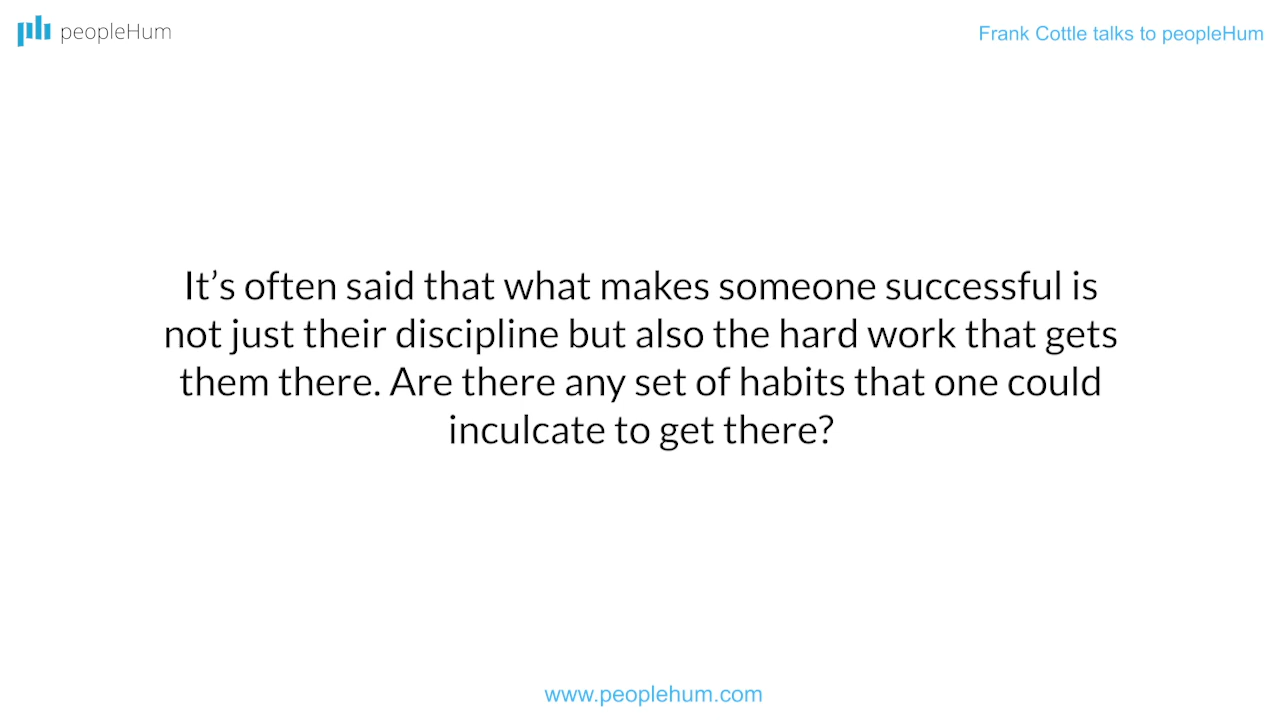 peopleHum
Frank Cottle talks to peopleHum
It’s often said that what makes someone successful is
not just their discipline but also the hard work that gets
them there. Are there any set of habits that one could
inculcate to get there?
www.peoplehum.com